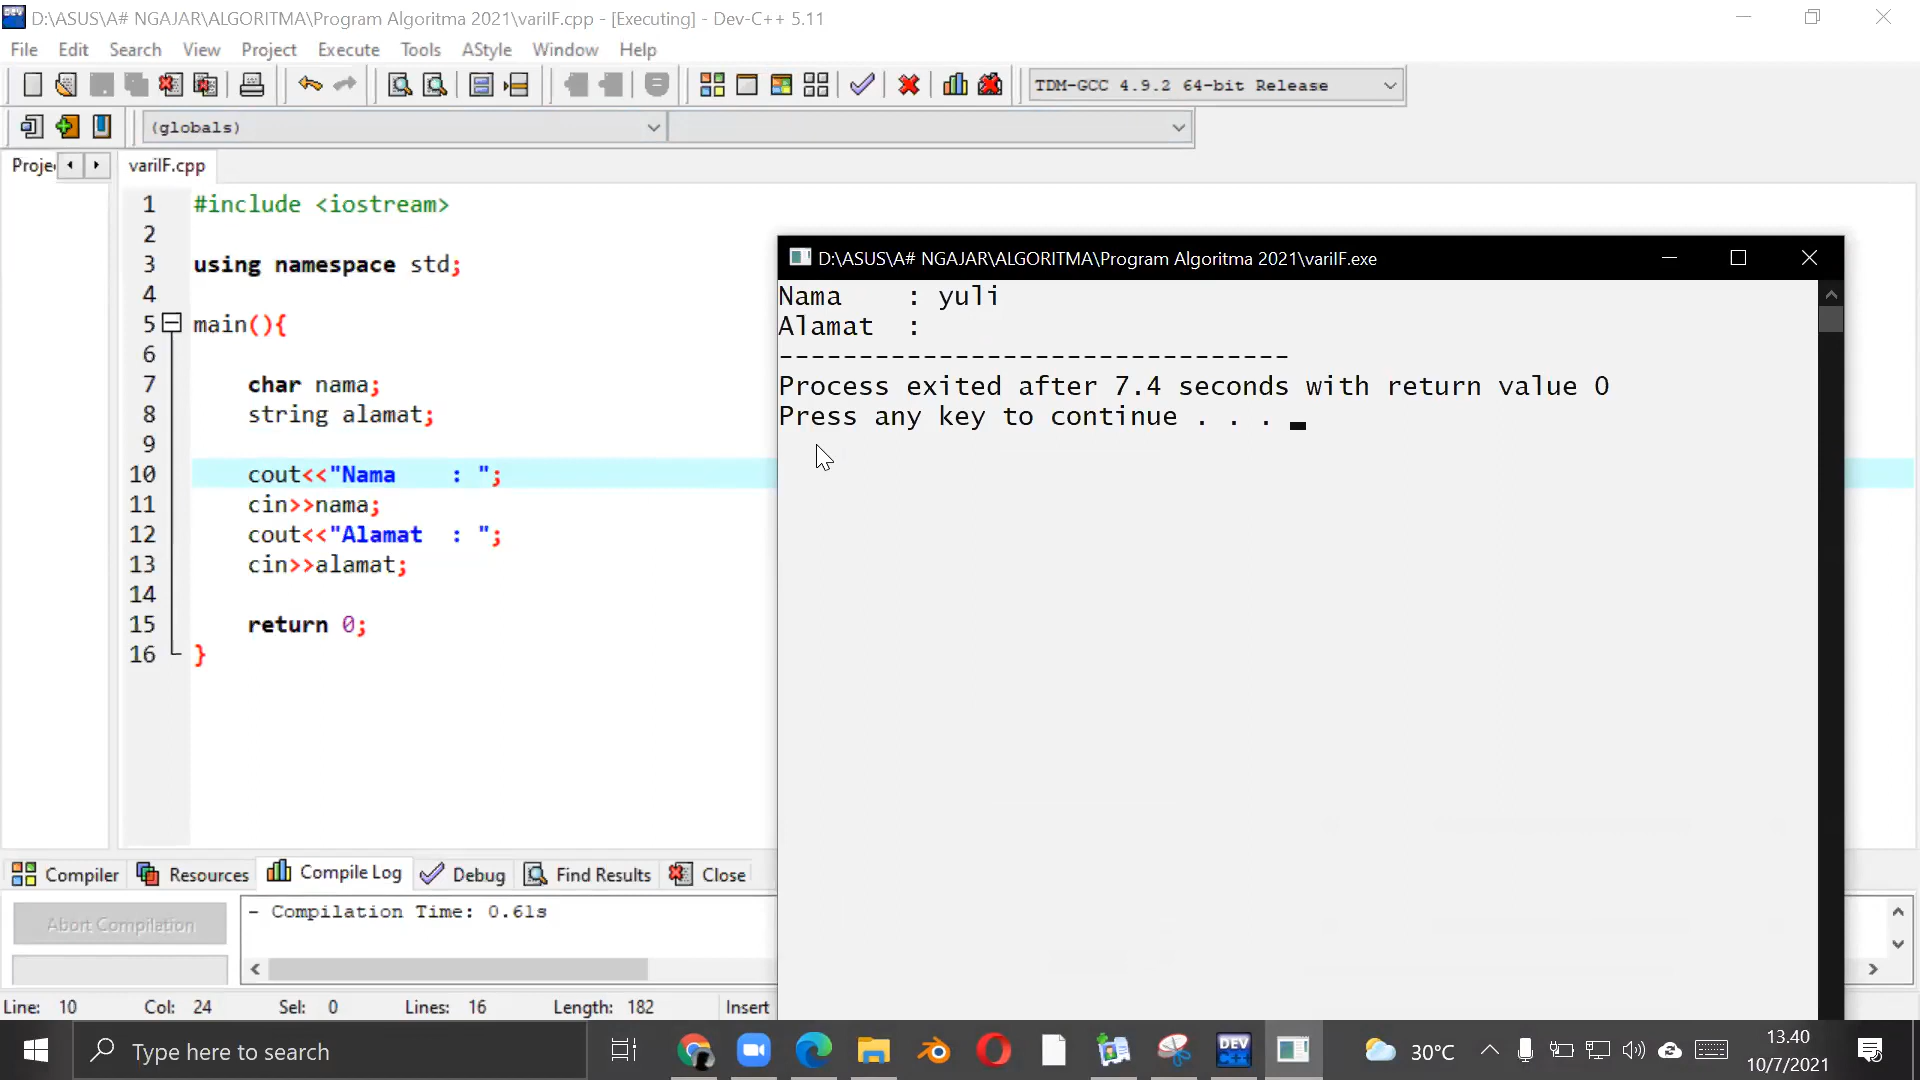 D:\ASUS\A# NGAJAR\ALGORITMA\Program Algoritma 2021\variIF.cpp - [Executing] - Dev-C++ 5.11
File Edit Search View Project Execute Tools AStyle Window Help
TDM-GCC 4.9.2 64-bit Release
(globals)
Proje
variIF.cpp
1 #include <iostream>
2
3 using namespace std;
4
5 main(){
6
7 char nama;
8 string alamat;
9
10 cout<<"Nama    : ";
11 cin>>nama;
12 cout<<"Alamat  : ";
13 cin>>alamat;
14
15 return 0;
16 }
D:\ASUS\A# NGAJAR\ALGORITMA\Program Algoritma 2021\variIF.exe
Nama    : yuli
Alamat  :
--------------------------------
Process exited after 7.4 seconds with return value 0
Press any key to continue . . .
Compiler Resources Compile Log Debug Find Results Close
Abort Compilation
- Compilation Time: 0.61s
Line: 10 Col: 24 Sel: 0 Lines: 16 Length: 182 Insert
Type here to search
DEV C++
30°C
13.40
10/7/2021